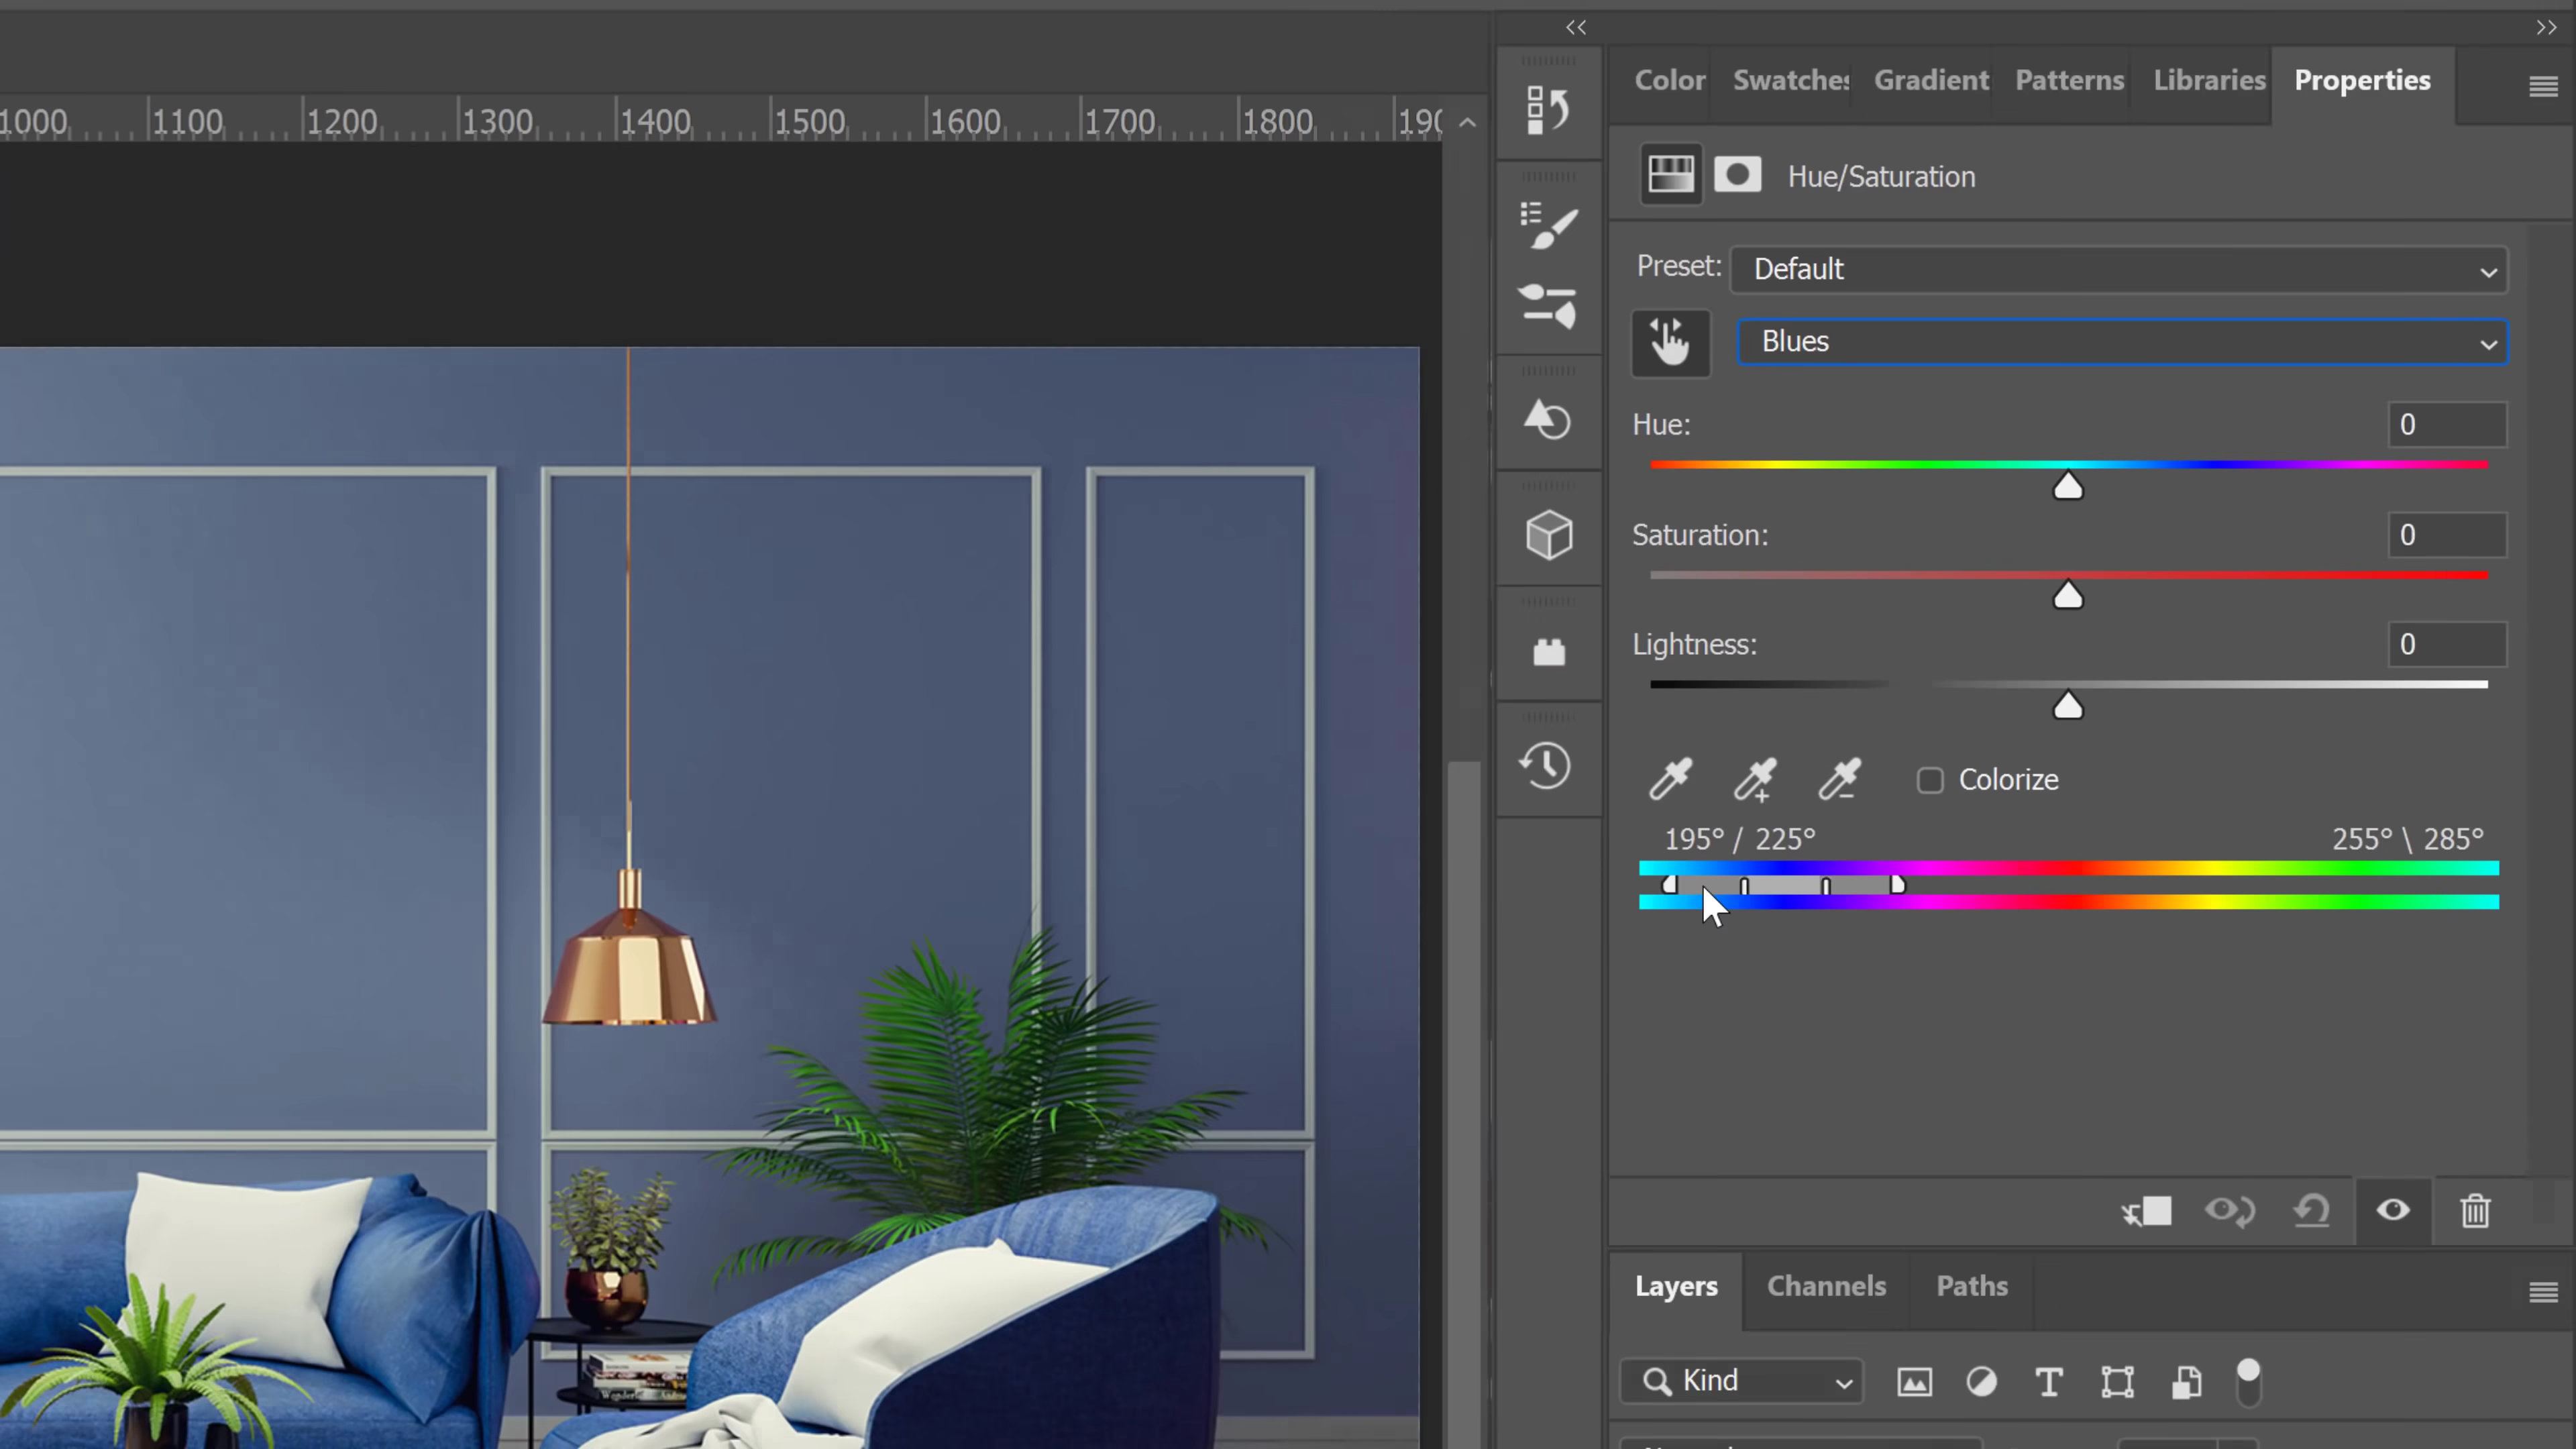 Color Swatches Gradient Patterns Libraries Properties
1000 1100 1200 1300 1400 1500 1600 1700 1800 190
Hue/Saturation
Preset: Default
Blues
Hue: 0
Saturation: 0
Lightness: 0
Colorize
195° / 225° 255° \ 285°
Layers Channels Paths
Kind